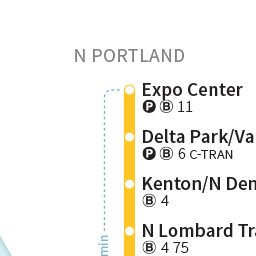 N PORTLAND
Expo Center
P B 11
Delta Park/Va
P B 6 C-TRAN
Kenton/N Den
B 4
N Lombard Tra
B 4 75
min